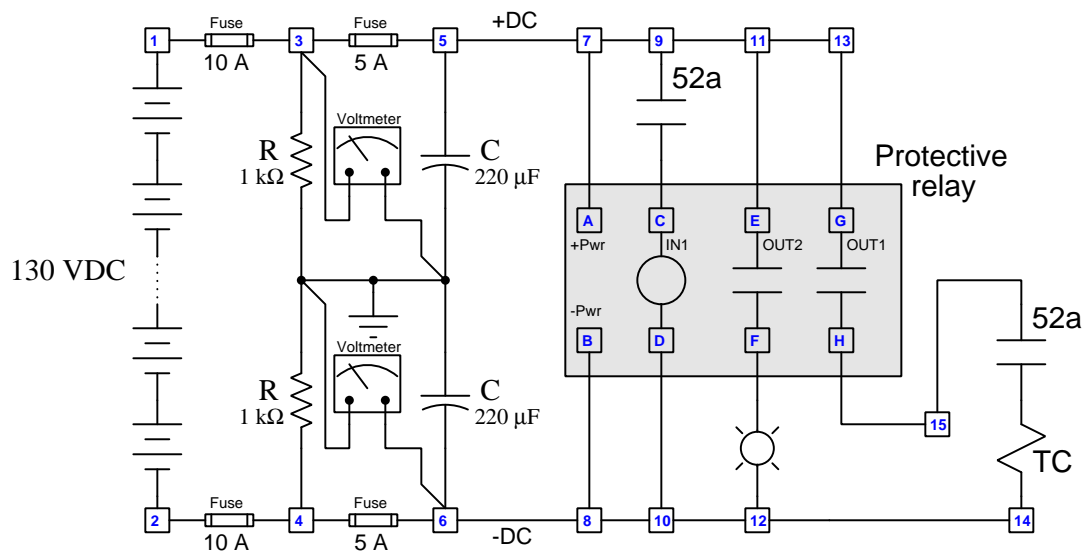 Fuse
Fuse
+DC
1
3
5
7
9
11
13
10 A
5 A
52a
Voltmeter
R
1 kΩ
C
220 µF
Protective
relay
A
C
E
G
+Pwr
IN1
OUT2
OUT1
130 VDC
-Pwr
52a
B
D
F
H
Voltmeter
R
1 kΩ
C
220 µF
15
TC
Fuse
Fuse
2
4
6
8
10
12
14
10 A
5 A
-DC